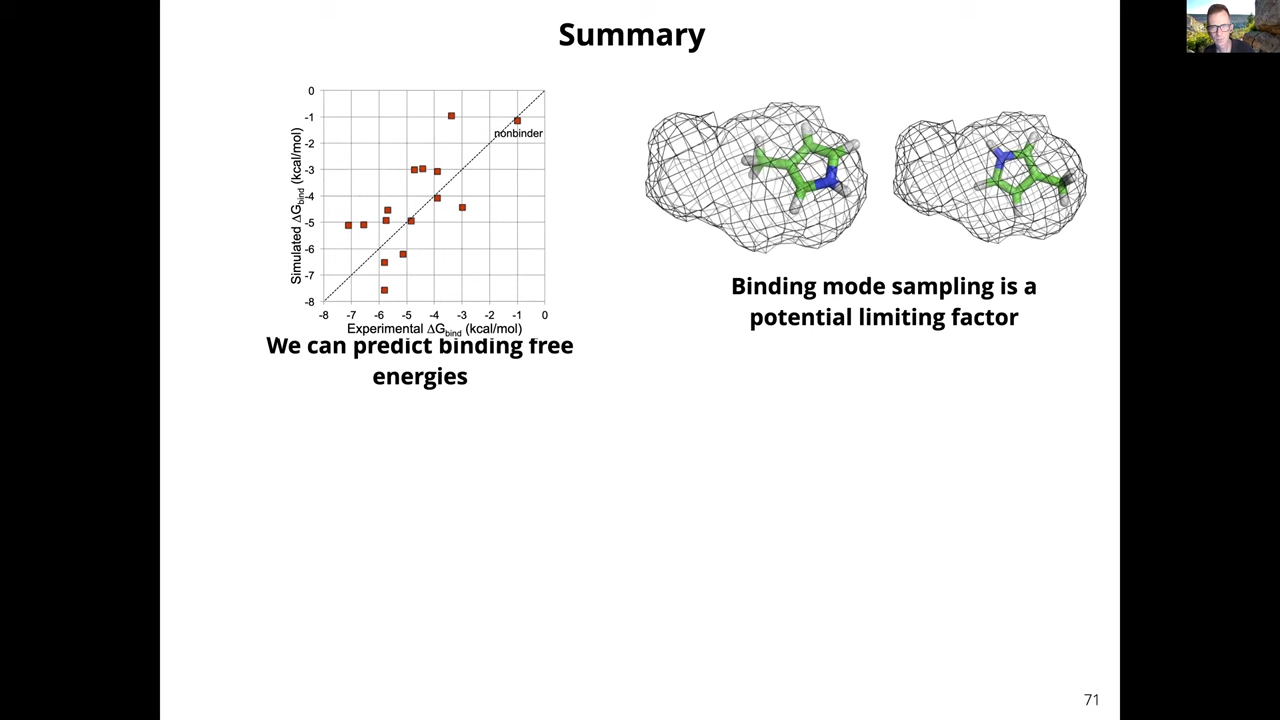 Summary
0
-1
-2
-3
-4
-5
-6
-7
-8
Simulated ΔGbind (kcal/mol)
nonbinder
-8 -7 -6 -5 -4 -3 -2 -1 0
Experimental ΔGbind (kcal/mol)
We can predict binding free
energies
Binding mode sampling is a
potential limiting factor
71